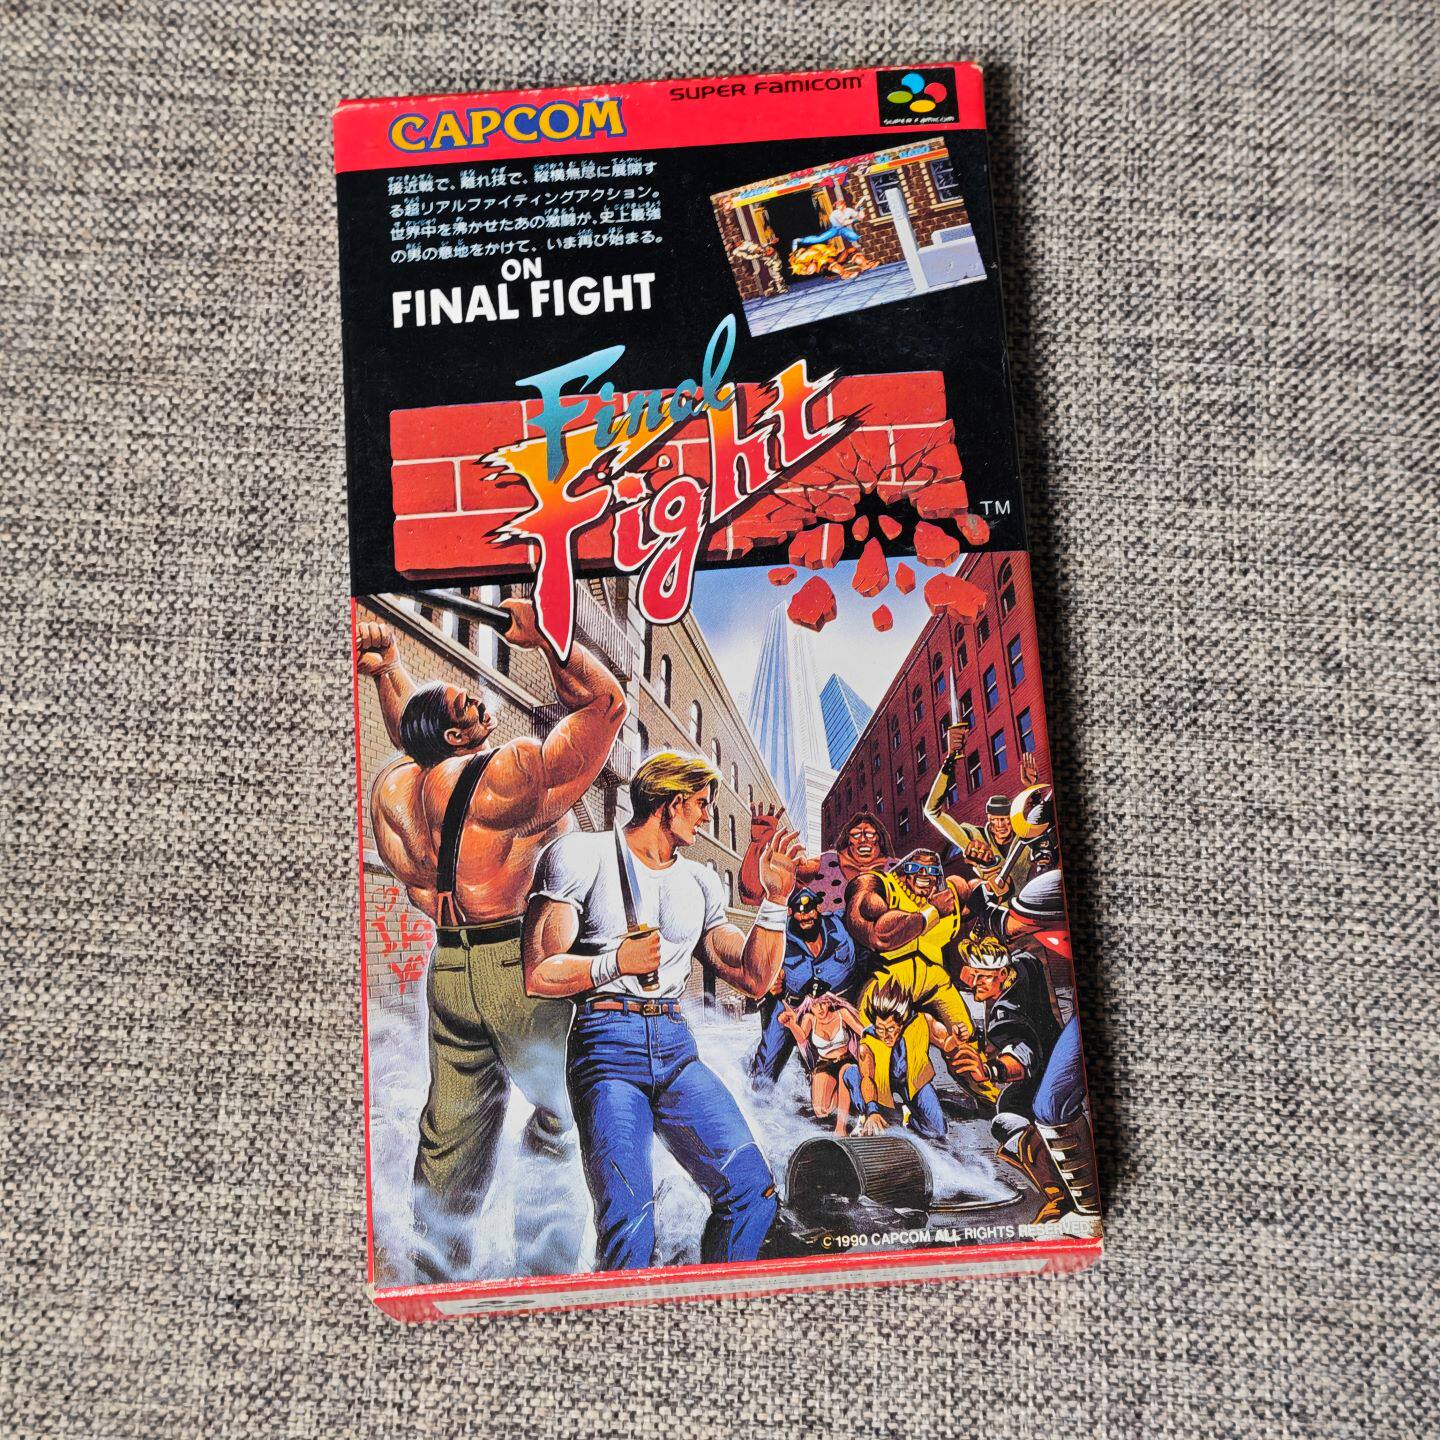 CAPCOM
SUPER FAMICOM
SUPER FAMICOM
接近戦で、離れ技で、縦横無尽に展開す
る超リアルファイティングアクション。
世界中を沸かせたあの激闘が、史上最強
の男の意地をかけて、いま再び始まる。
ON
FINAL FIGHT
Final
Fight
TM
© 1990 CAPCOM ALL RIGHTS RESERVED.